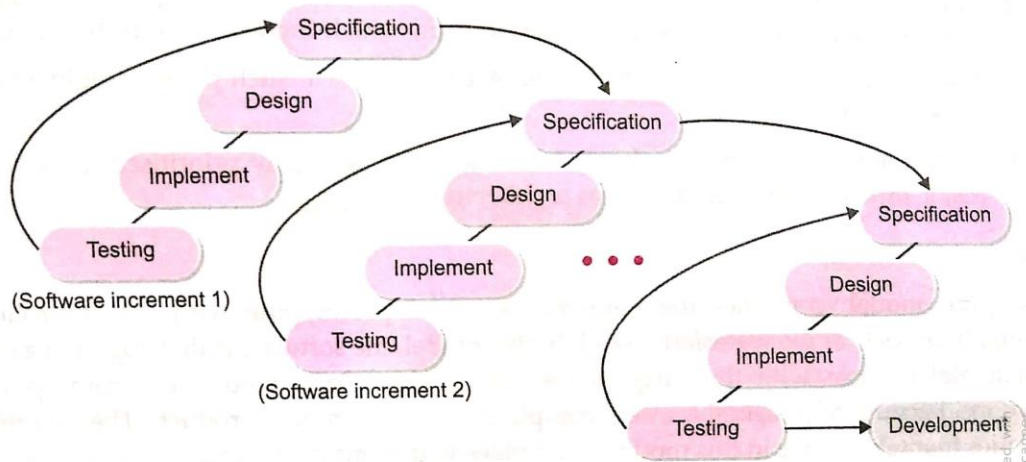 Specification
Design
Implement
Testing
(Software increment 1)
Specification
Design
Implement
Testing
(Software increment 2)
Specification
Design
Implement
Testing
Development